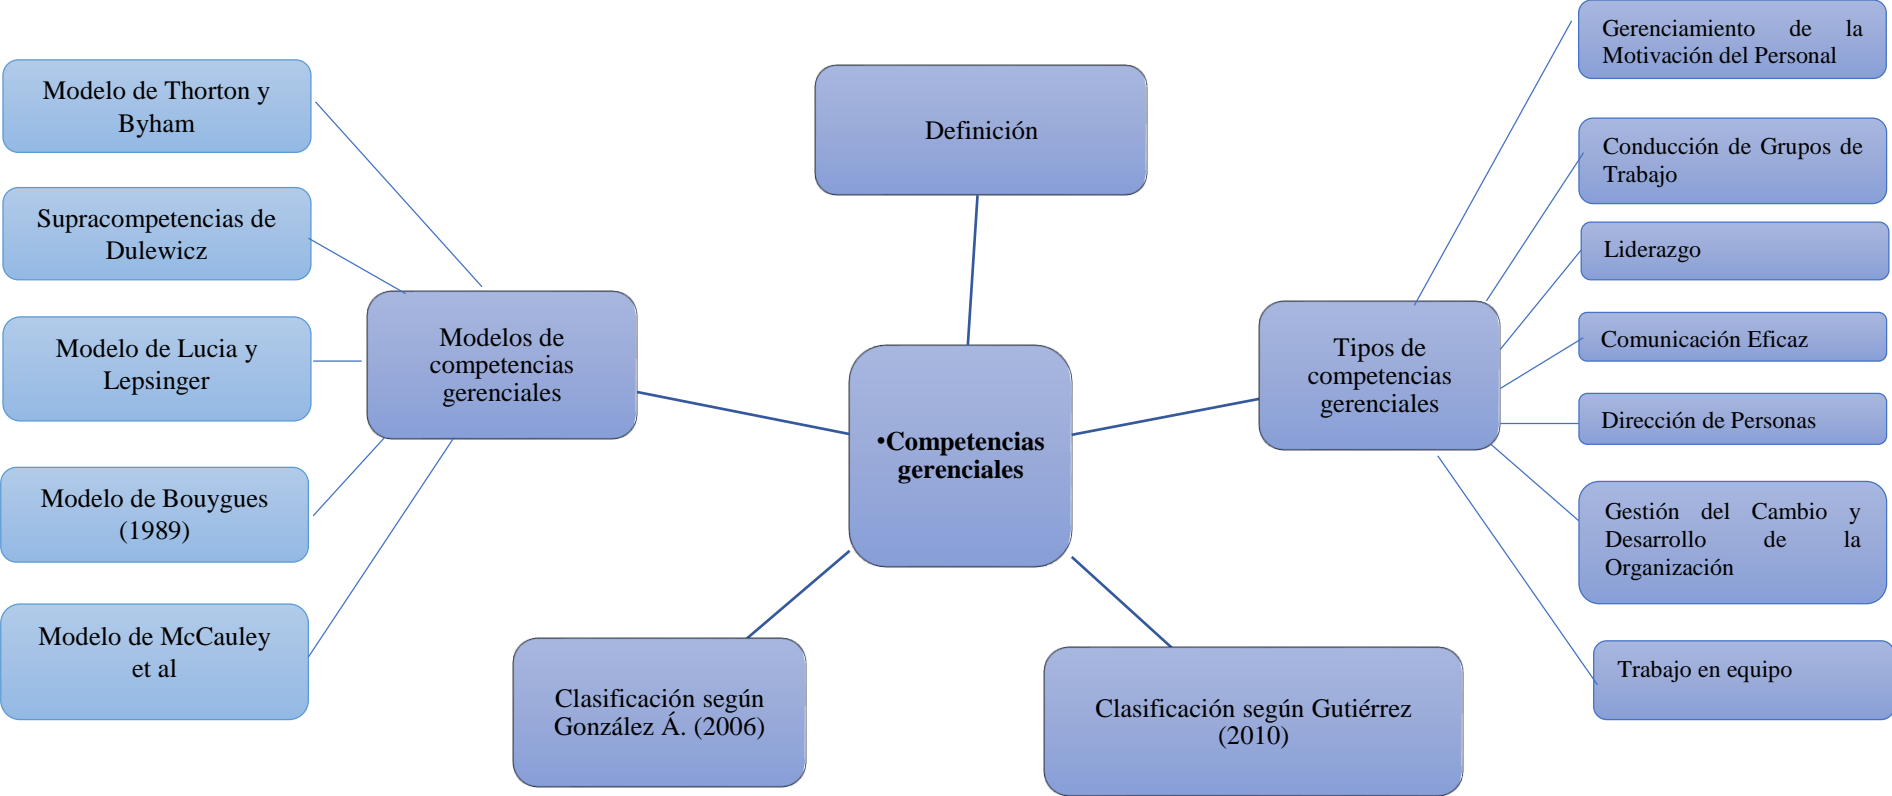 Modelo de Thorton y
Byham
Supracompetencias de
Dulewicz
Modelo de Lucia y
Lepsinger
Modelo de Bouygues
(1989)
Modelo de McCauley
et al
Modelos de
competencias
gerenciales
Definición
•Competencias
gerenciales
Clasificación según
González Á. (2006)
Clasificación según Gutiérrez
(2010)
Tipos de
competencias
gerenciales
Gerenciamiento de la
Motivación del Personal
Conducción de Grupos de
Trabajo
Liderazgo
Comunicación Eficaz
Dirección de Personas
Gestión del Cambio y
Desarrollo de la
Organización
Trabajo en equipo